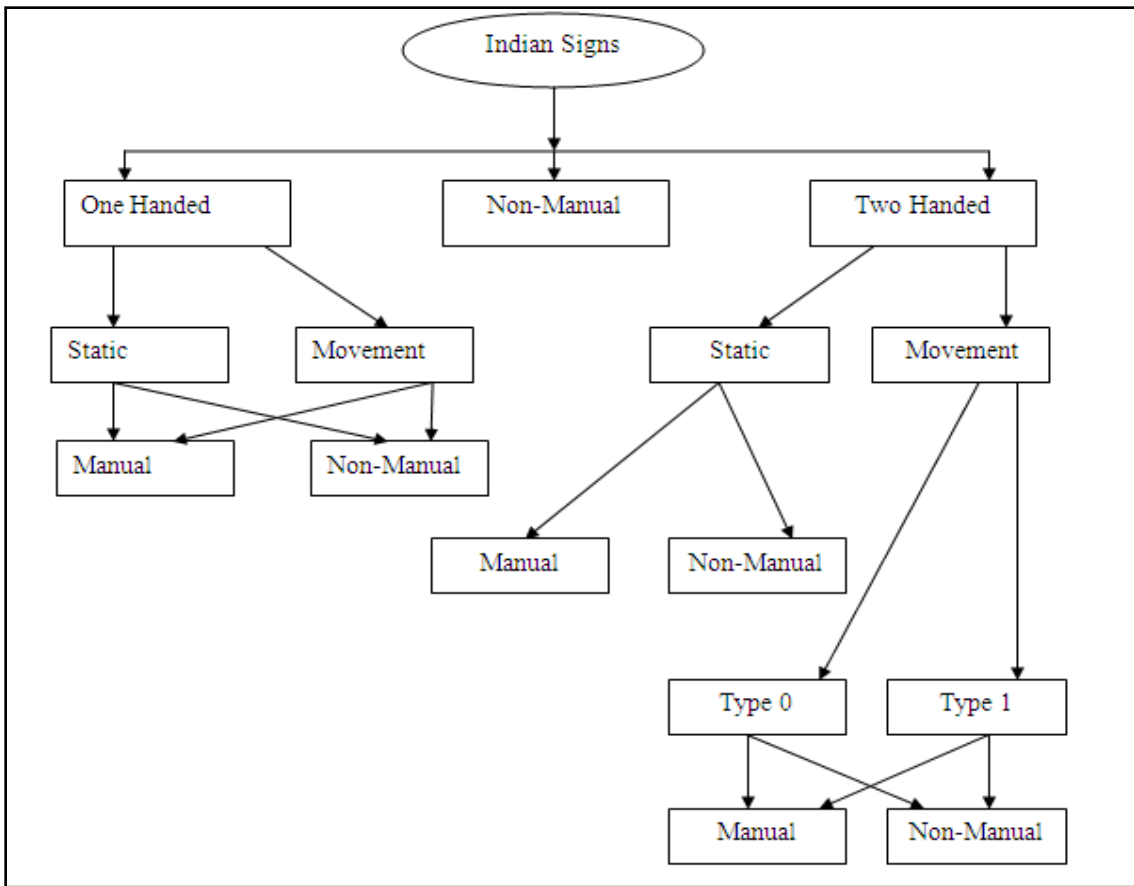 Indian Signs
One Handed
Non-Manual
Two Handed
Static
Movement
Static
Movement
Manual
Non-Manual
Manual
Non-Manual
Type 0
Type 1
Manual
Non-Manual